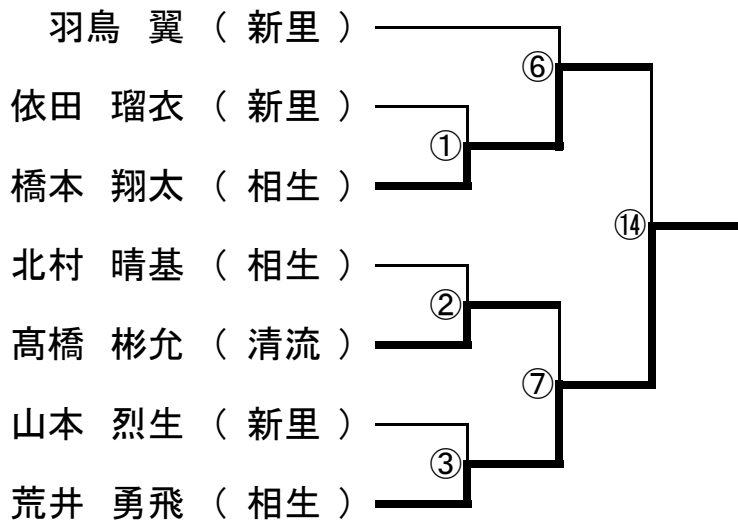 羽鳥 翼 ( 新里 )
⑥
依田 瑠衣 ( 新里 )
①
橋本 翔太 ( 相生 )
⑭
北村 晴基 ( 相生 )
②
髙橋 彬允 ( 清流 )
⑦
山本 烈生 ( 新里 )
③
荒井 勇飛 ( 相生 )